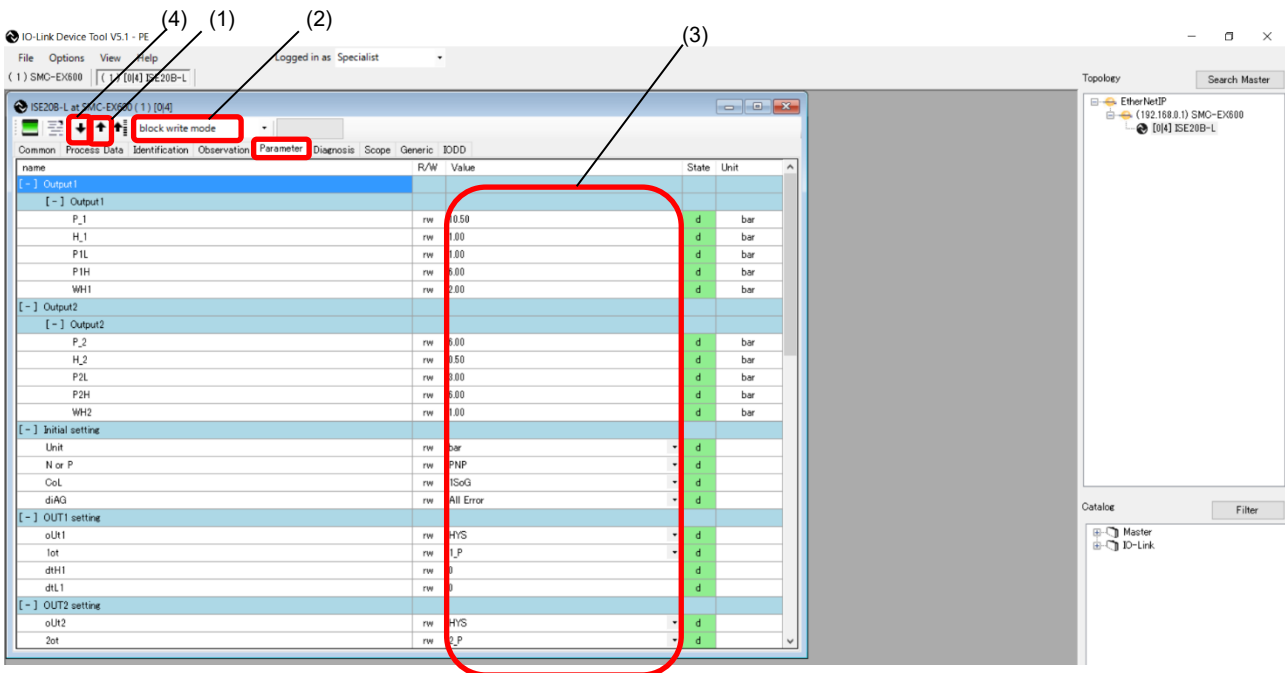 (4) (1) (2) (3)
IO-Link Device Tool V5.1 - PE
File Options View Help Logged in as Specialist
( 1 ) SMC-EX600 ( 1 ) [0|4] ISE20B-L
Topology Search Master
ISE20B-L at SMC-EX600 ( 1 ) [0|4]
EtherNetIP
(192.168.0.1) SMC-EX600
[0|4] ISE20B-L
block write mode
Common Process Data Identification Observation Parameter Diagnosis Scope Generic IODD
name R/W Value State Unit
[ - ] Output1
[ - ] Output1
P_1 rw 10.50 d bar
H_1 rw 1.00 d bar
P1L rw 1.00 d bar
P1H rw 5.00 d bar
WH1 rw 2.00 d bar
[ - ] Output2
[ - ] Output2
P_2 rw 5.00 d bar
H_2 rw 0.50 d bar
P2L rw 3.00 d bar
P2H rw 5.00 d bar
WH2 rw 1.00 d bar
[ - ] Initial setting
Unit rw bar d
N or P rw PNP d
CoL rw 1SoG d
diAG rw All Error d
[ - ] OUT1 setting
oUt1 rw HYS d
1ot rw 1_P d
dtH1 rw 0 d
dtL1 rw 0 d
[ - ] OUT2 setting
oUt2 rw HYS d
2ot rw 2_P d
Catalog Filter
Master
IO-Link